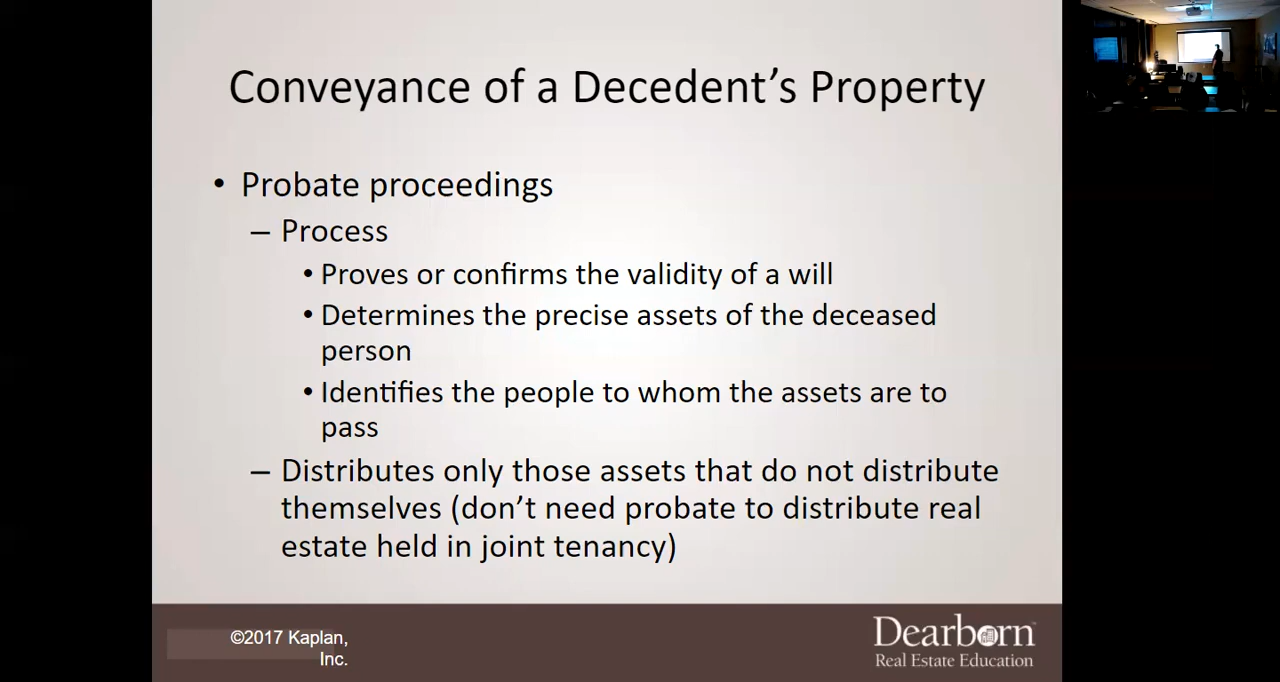 Conveyance of a Decedent’s Property
• Probate proceedings
– Process
• Proves or confirms the validity of a will
• Determines the precise assets of the deceased
person
• Identifies the people to whom the assets are to
pass
– Distributes only those assets that do not distribute
themselves (don’t need probate to distribute real
estate held in joint tenancy)
©2017 Kaplan,
Inc.
Dearborn™
Real Estate Education